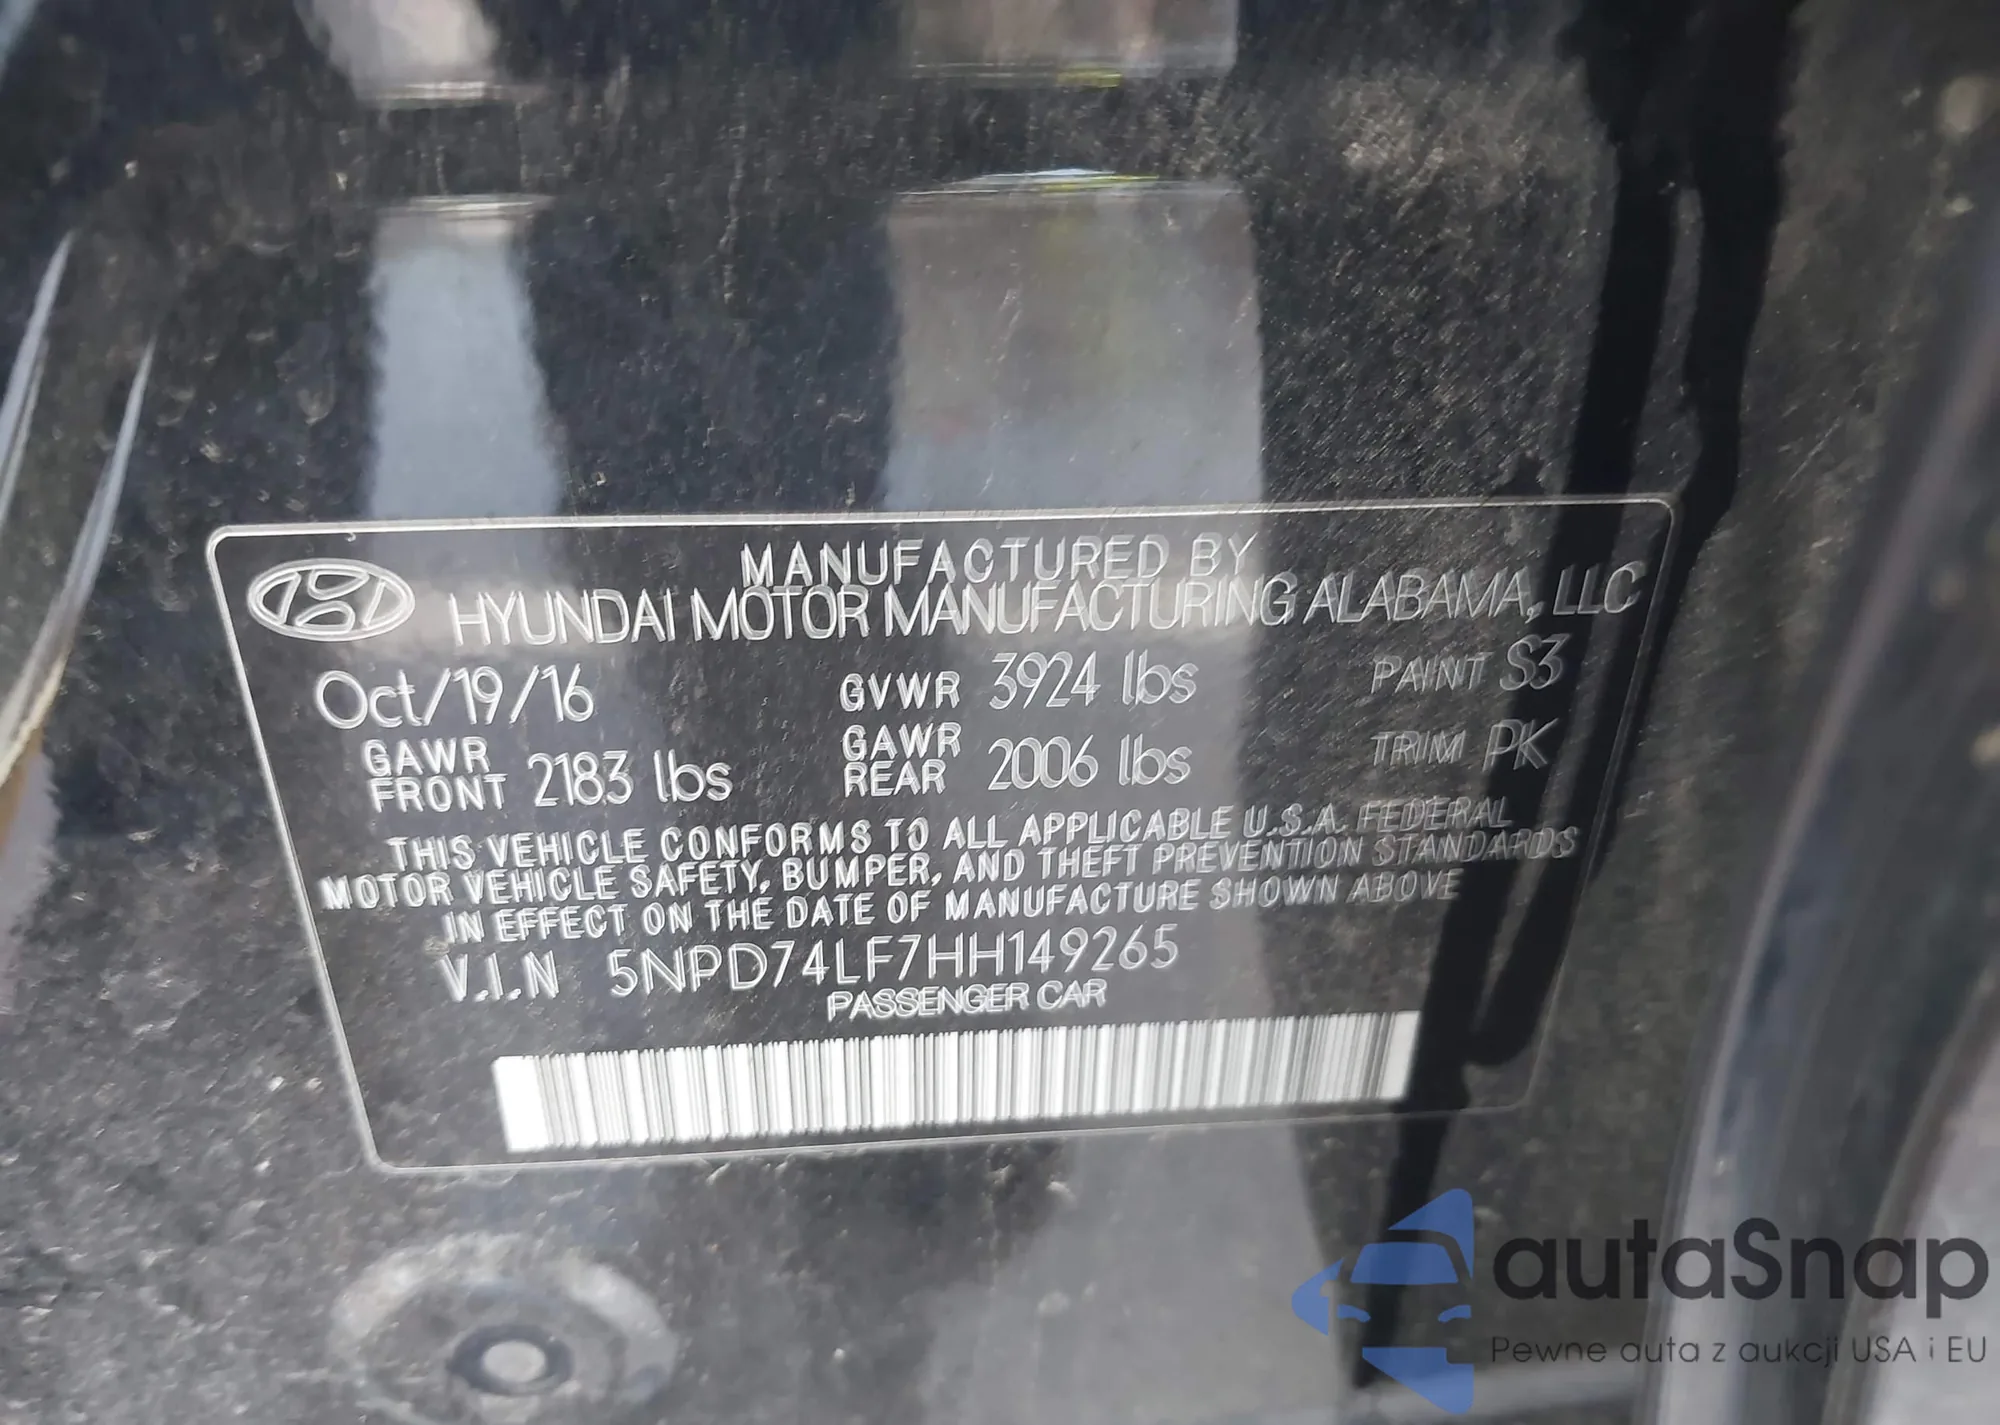 MANUFACTURED BY
HYUNDAI MOTOR MANUFACTURING ALABAMA, LLC
Oct/19/16 GVWR 3924 lbs PAINT S3
GAWR FRONT 2183 lbs GAWR REAR 2006 lbs TRIM PK
THIS VEHICLE CONFORMS TO ALL APPLICABLE U.S.A. FEDERAL
MOTOR VEHICLE SAFETY, BUMPER, AND THEFT PREVENTION STANDARDS
IN EFFECT ON THE DATE OF MANUFACTURE SHOWN ABOVE
V.I.N 5NPD74LF7HH149265
PASSENGER CAR
autaSnap
Pewne auta z aukcji USA i EU